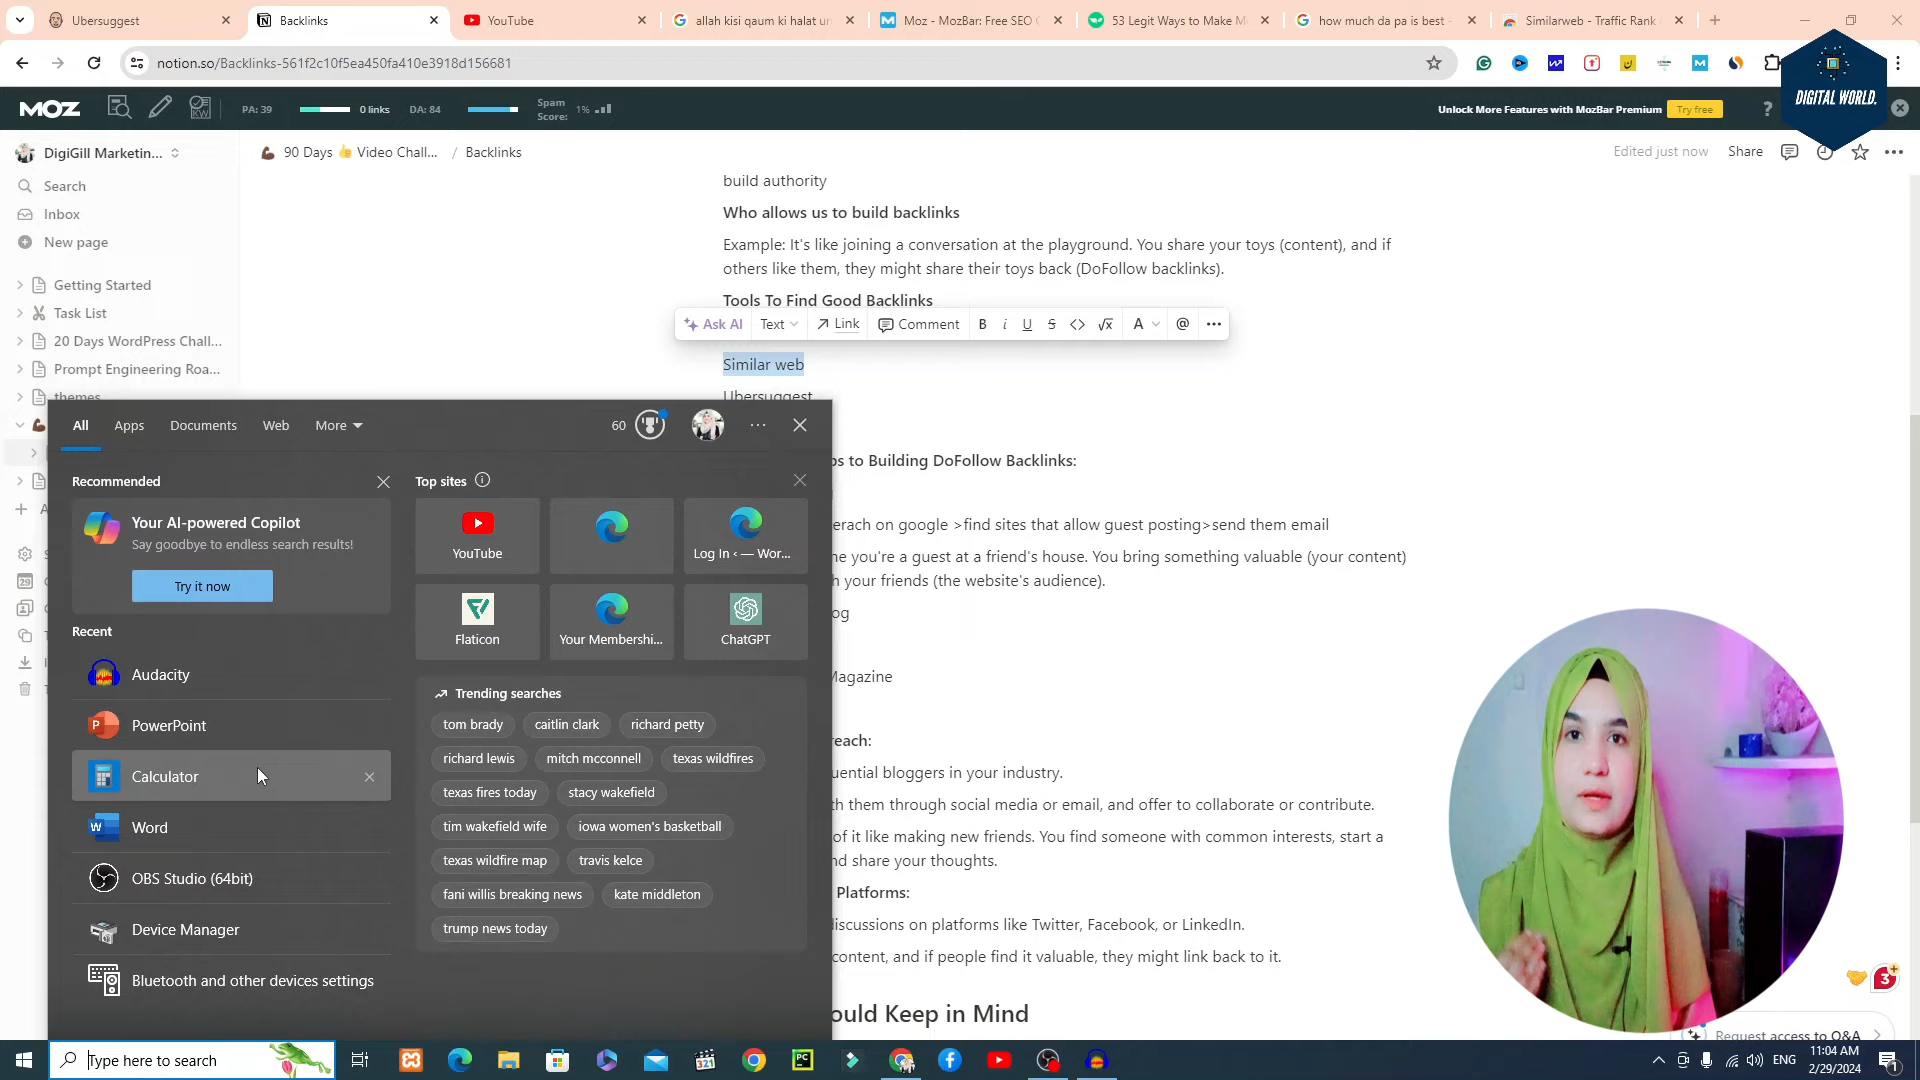 Ubersuggest
Backlinks
YouTube
allah kisi qaum ki halat un
Moz - MozBar: Free SEO
53 Legit Ways to Make M
how much da pa is best -
Similarweb - Traffic Rank
notion.so/Backlinks-561f2c10f5ea450fa410e3918d156681
DIGITAL WORLD.
MOZ
PA: 39
0 links
DA: 84
Spam Score: 1%
Unlock More Features with MozBar Premium
Try free
DigiGill Marketin...
90 Days 👍 Video Chall... / Backlinks
Edited just now
Share
Search
Inbox
New page
Getting Started
Task List
20 Days WordPress Chall...
Prompt Engineering Roa...
themes
build authority
Who allows us to build backlinks
Example: It's like joining a conversation at the playground. You share your toys (content), and if
others like them, they might share their toys back (DoFollow backlinks).
Tools To Find Good Backlinks
Ask AI Text Link Comment B i U S <> √x A @ •••
Similar web
Ubersuggest
ps to Building DoFollow Backlinks:
erach on google >find sites that allow guest posting>send them email
ne you're a guest at a friend's house. You bring something valuable (your content)
h your friends (the website's audience).
og
Magazine
reach:
uential bloggers in your industry.
th them through social media or email, and offer to collaborate or contribute.
of it like making new friends. You find someone with common interests, start a
nd share your thoughts.
Platforms:
discussions on platforms like Twitter, Facebook, or LinkedIn.
content, and if people find it valuable, they might link back to it.
ould Keep in Mind
Request access to Q&A
3
All
Apps
Documents
Web
More
60
Recommended
Your AI-powered Copilot
Say goodbye to endless search results!
Try it now
Recent
Audacity
PowerPoint
Calculator
Word
OBS Studio (64bit)
Device Manager
Bluetooth and other devices settings
Top sites
YouTube
Log In ‹ — Wor...
Flaticon
Your Membershi...
ChatGPT
Trending searches
tom brady
caitlin clark
richard petty
richard lewis
mitch mcconnell
texas wildfires
texas fires today
stacy wakefield
tim wakefield wife
iowa women's basketball
texas wildfire map
travis kelce
fani willis breaking news
kate middleton
trump news today
Type here to search
ENG
11:04 AM
2/29/2024
1